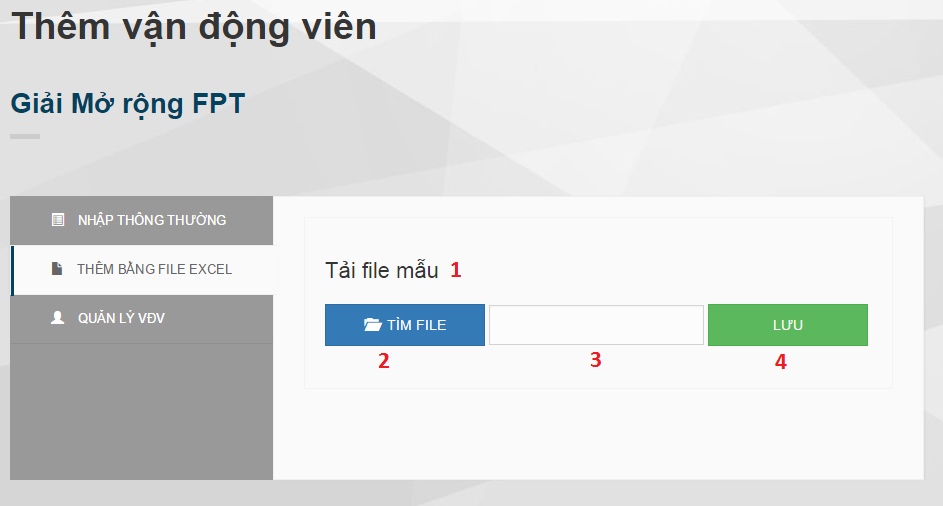 Thêm vận động viên
Giải Mở rộng FPT
NHẬP THÔNG THƯỜNG
THÊM BẰNG FILE EXCEL
QUẢN LÝ VĐV
Tải file mẫu 1
TÌM FILE
LƯU
2
3
4